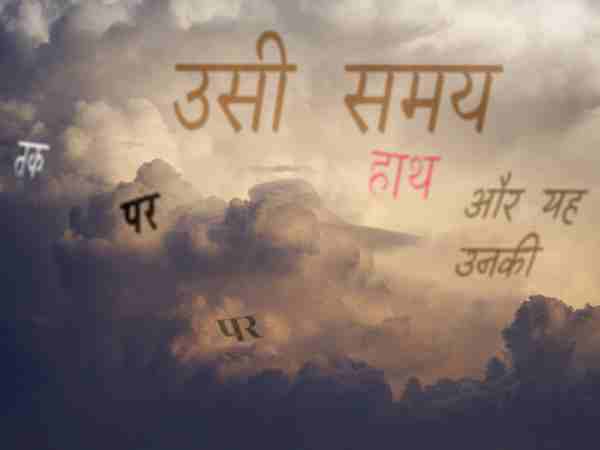 उसी समय
तक
हाथ
पर
और यह
उनकी
पर